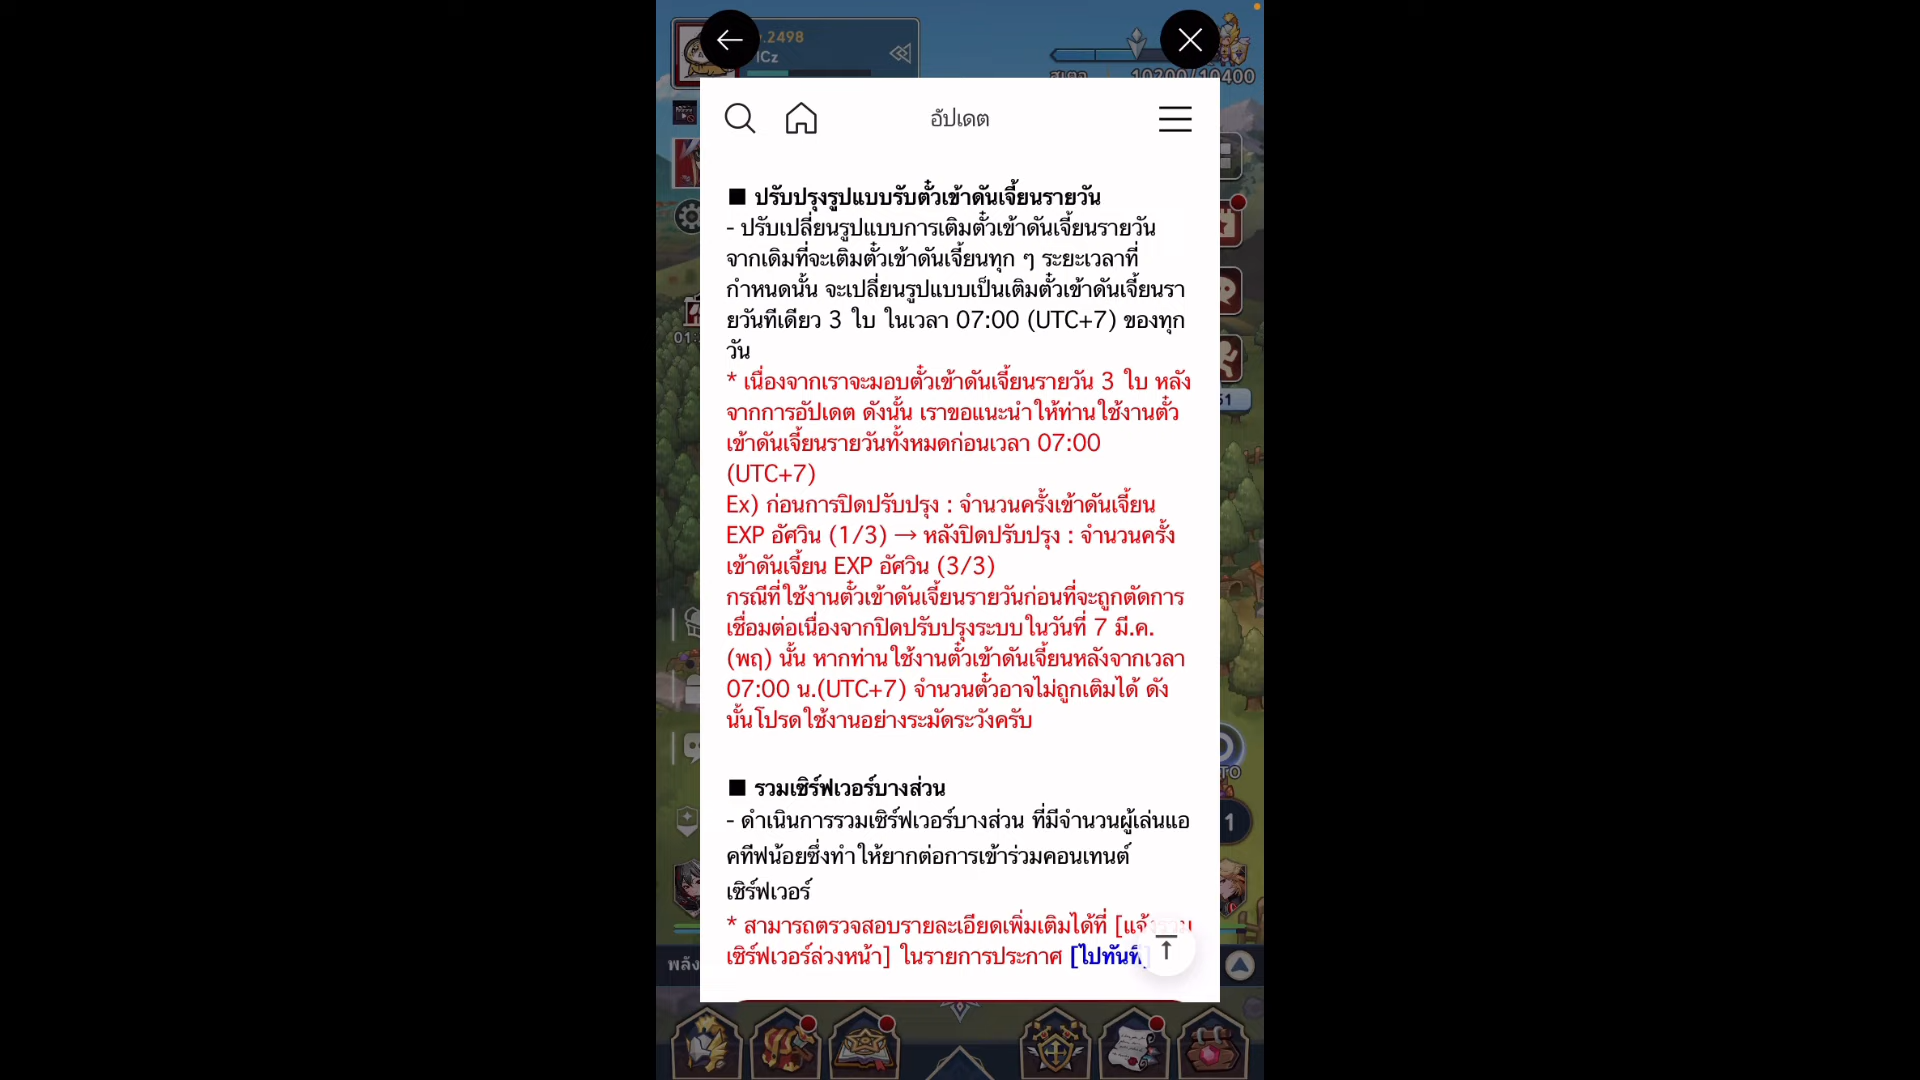 .2498
ICz
10200/10400
อัปเดต
■ ปรับปรุงรูปแบบรับตั๋วเข้าดันเจี้ยนรายวัน
- ปรับเปลี่ยนรูปแบบการเติมตั๋วเข้าดันเจี้ยนรายวัน
จากเดิมที่จะเติมตั๋วเข้าดันเจี้ยนทุก ๆ ระยะเวลาที่
กำหนดนั้น จะเปลี่ยนรูปแบบเป็นเติมตั๋วเข้าดันเจี้ยนรา
ยวันทีเดียว 3 ใบ ในเวลา 07:00 (UTC+7) ของทุก
วัน
* เนื่องจากเราจะมอบตั๋วเข้าดันเจี้ยนรายวัน 3 ใบ หลัง
จากการอัปเดต ดังนั้น เราขอแนะนำให้ท่านใช้งานตั๋ว
เข้าดันเจี้ยนรายวันทั้งหมดก่อนเวลา 07:00
(UTC+7)
Ex) ก่อนการปิดปรับปรุง : จำนวนครั้งเข้าดันเจี้ยน
EXP อัศวิน (1/3) → หลังปิดปรับปรุง : จำนวนครั้ง
เข้าดันเจี้ยน EXP อัศวิน (3/3)
กรณีที่ใช้งานตั๋วเข้าดันเจี้ยนรายวันก่อนที่จะถูกตัดการ
เชื่อมต่อเนื่องจากปิดปรับปรุงระบบในวันที่ 7 มี.ค.
(พฤ) นั้น หากท่านใช้งานตั๋วเข้าดันเจี้ยนหลังจากเวลา
07:00 น.(UTC+7) จำนวนตั๋วอาจไม่ถูกเติมได้ ดัง
นั้นโปรดใช้งานอย่างระมัดระวังครับ
■ รวมเซิร์ฟเวอร์บางส่วน
- ดำเนินการรวมเซิร์ฟเวอร์บางส่วน ที่มีจำนวนผู้เล่นแอ
คทีฟน้อยซึ่งทำให้ยากต่อการเข้าร่วมคอนเทนต์
เซิร์ฟเวอร์
* สามารถตรวจสอบรายละเอียดเพิ่มเติมได้ที่ [แจ้งรวม
เซิร์ฟเวอร์ล่วงหน้า] ในรายการประกาศ [ไปทันที]
พลัง
1